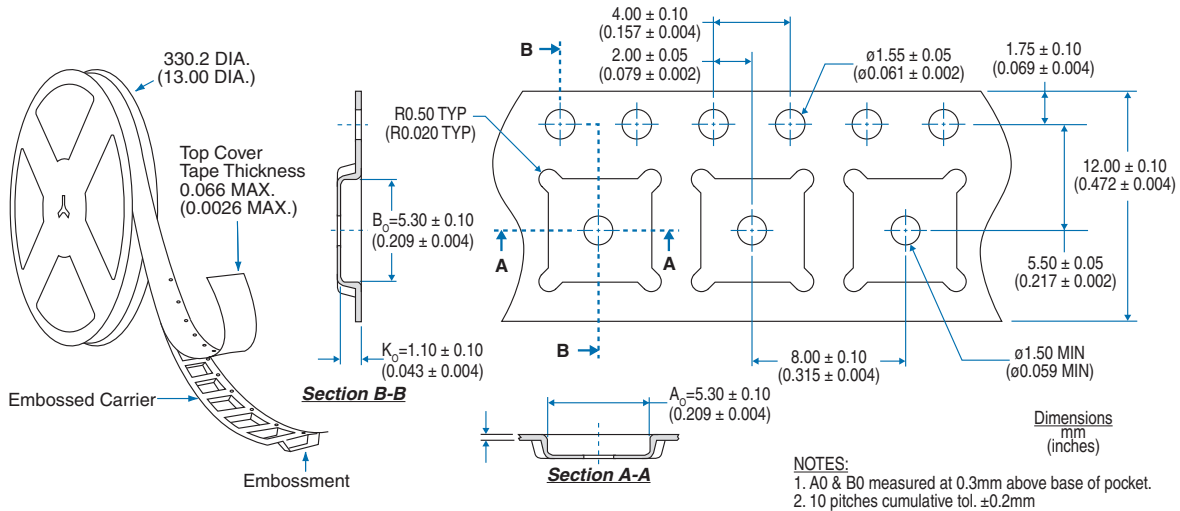 330.2 DIA.
(13.00 DIA.)
Top Cover
Tape Thickness
0.066 MAX.
(0.0026 MAX.)
Embossed Carrier
Embossment
B₀=5.30 ± 0.10
(0.209 ± 0.004)
K₀=1.10 ± 0.10
(0.043 ± 0.004)
Section B-B
R0.50 TYP
(R0.020 TYP)
B
4.00 ± 0.10
(0.157 ± 0.004)
2.00 ± 0.05
(0.079 ± 0.002)
ø1.55 ± 0.05
(ø0.061 ± 0.002)
1.75 ± 0.10
(0.069 ± 0.004)
12.00 ± 0.10
(0.472 ± 0.004)
A
A
5.50 ± 0.05
(0.217 ± 0.002)
B
8.00 ± 0.10
(0.315 ± 0.004)
ø1.50 MIN
(ø0.059 MIN)
A₀=5.30 ± 0.10
(0.209 ± 0.004)
Section A-A
Dimensions
mm
(inches)
NOTES:
1. A0 & B0 measured at 0.3mm above base of pocket.
2. 10 pitches cumulative tol. ±0.2mm